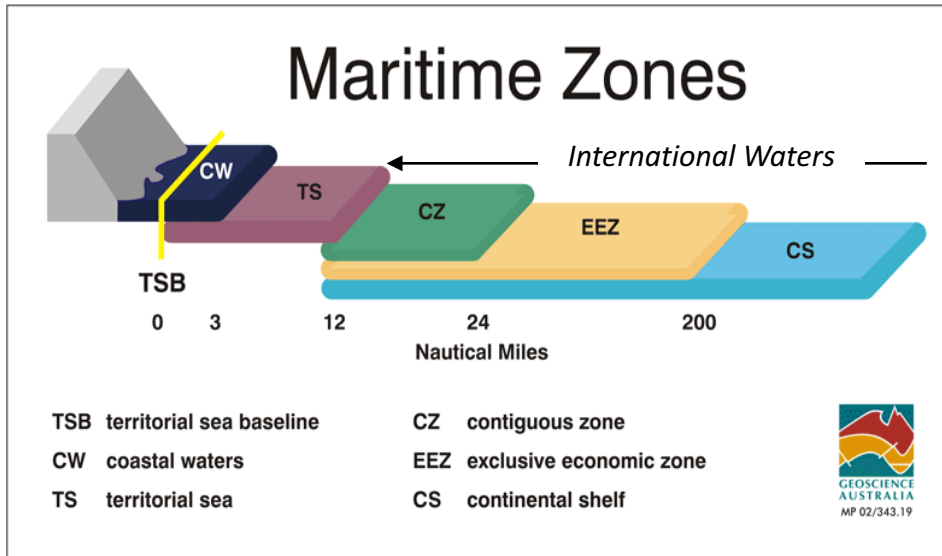 Maritime Zones
International Waters
CW
TS
CZ
EEZ
CS
TSB
0 3 12 24 200
Nautical Miles
TSB territorial sea baseline
CW coastal waters
TS territorial sea
CZ contiguous zone
EEZ exclusive economic zone
CS continental shelf
GEOSCIENCE
AUSTRALIA
MP 02/343.19